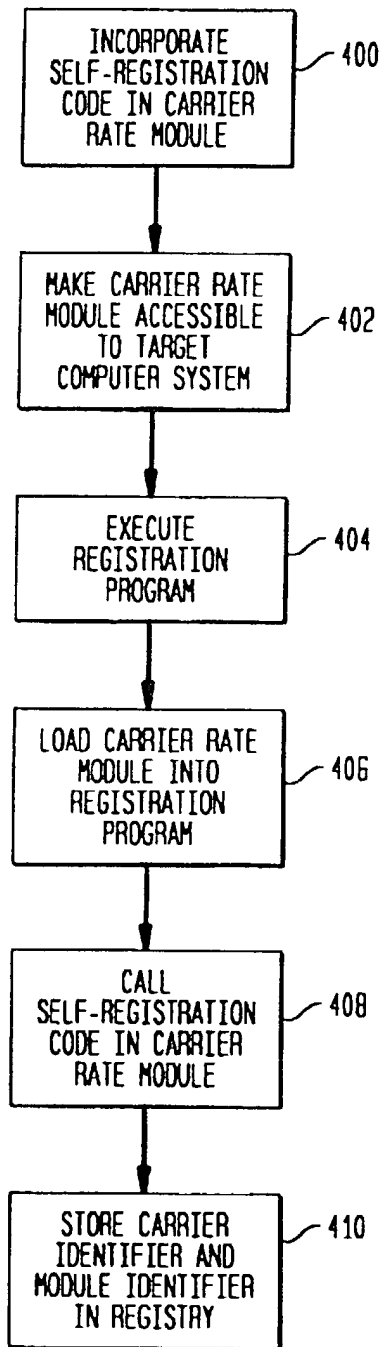 INCORPORATE
SELF-REGISTRATION
CODE IN CARRIER
RATE MODULE
400
MAKE CARRIER RATE
MODULE ACCESSIBLE
TO TARGET
COMPUTER SYSTEM
402
EXECUTE
REGISTRATION
PROGRAM
404
LOAD CARRIER RATE
MODULE INTO
REGISTRATION
PROGRAM
406
CALL
SELF-REGISTRATION
CODE IN CARRIER
RATE MODULE
408
STORE CARRIER
IDENTIFIER AND
MODULE IDENTIFIER
IN REGISTRY
410